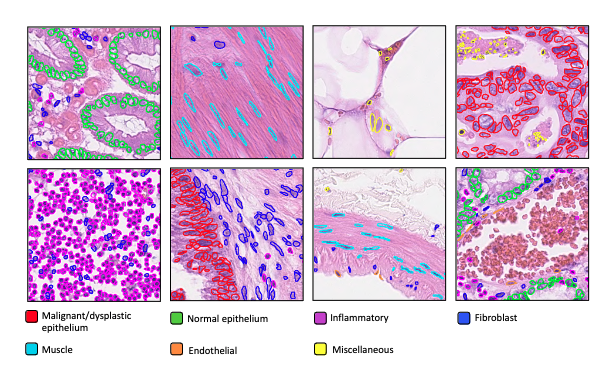 Malignant/dysplastic
epithelium
Normal epithelium
Inflammatory
Fibroblast
Muscle
Endothelial
Miscellaneous